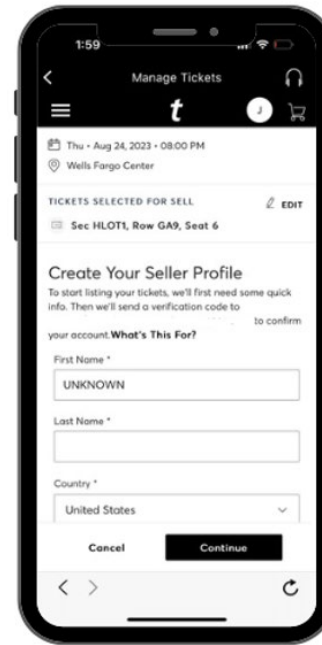 1:59
Manage Tickets
t
J
Thu • Aug 24, 2023 • 08:00 PM
Wells Fargo Center
TICKETS SELECTED FOR SELL EDIT
Sec HLOT1, Row GA9, Seat 6
Create Your Seller Profile
To start listing your tickets, we'll first need some quick
info. Then we'll send a verification code to
to confirm
your account.What's This For?
First Name *
UNKNOWN
Last Name *
Country *
United States
Cancel Continue